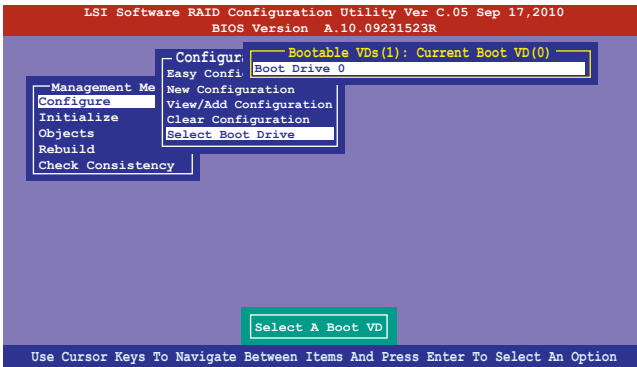 LSI Software RAID Configuration Utility Ver C.05 Sep 17,2010
BIOS Version A.10.09231523R
Bootable VDs(1): Current Boot VD(0)
Boot Drive 0
Configur
Easy Confi
New Configuration
View/Add Configuration
Clear Configuration
Select Boot Drive
Management Me
Configure
Initialize
Objects
Rebuild
Check Consistency
Select A Boot VD
Use Cursor Keys To Navigate Between Items And Press Enter To Select An Option